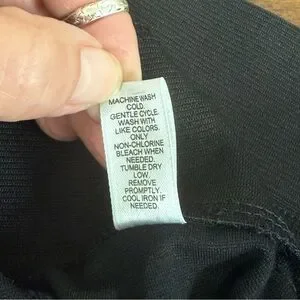 MACHINE WASH
COLD.
GENTLE CYCLE.
WASH WITH
LIKE COLORS.
ONLY
NON-CHLORINE
BLEACH WHEN
NEEDED.
TUMBLE DRY
LOW.
REMOVE
PROMPTLY.
COOL IRON IF
NEEDED.